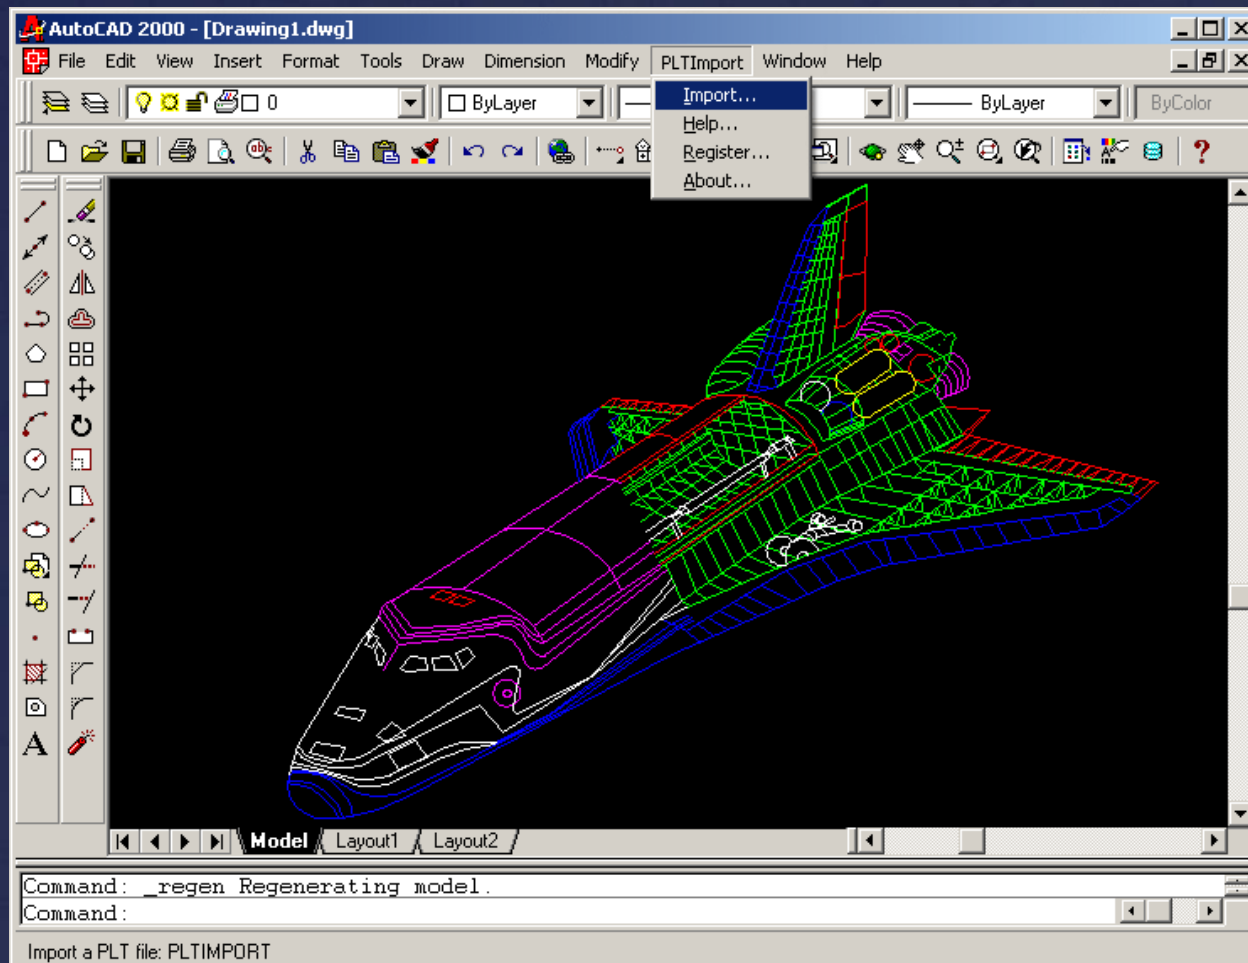 AutoCAD 2000 - [Drawing1.dwg]
File Edit View Insert Format Tools Draw Dimension Modify PLTImport Window Help
0 ByLayer ByLayer ByColor
Import...
Help...
Register...
About...
Model Layout1 Layout2
Command: _regen Regenerating model.
Command:
Import a PLT file: PLTIMPORT